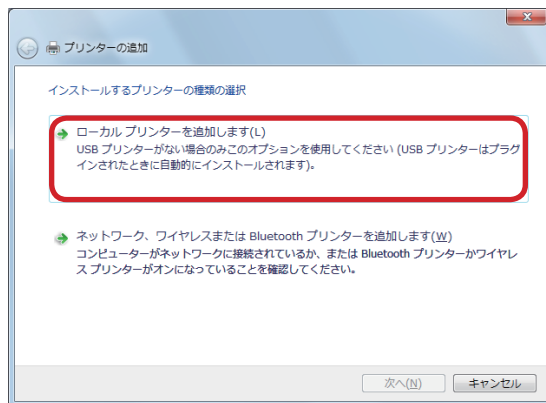 プリンターの追加
インストールするプリンターの種類の選択
ローカル プリンターを追加します(L)
USB プリンターがない場合のみこのオプションを使用してください (USB プリンターはプラグ
インされたときに自動的にインストールされます)。
ネットワーク、ワイヤレスまたは Bluetooth プリンターを追加します(W)
コンピューターがネットワークに接続されているか、または Bluetooth プリンターかワイヤレ
ス プリンターがオンになっていることを確認してください。
次へ(N) キャンセル